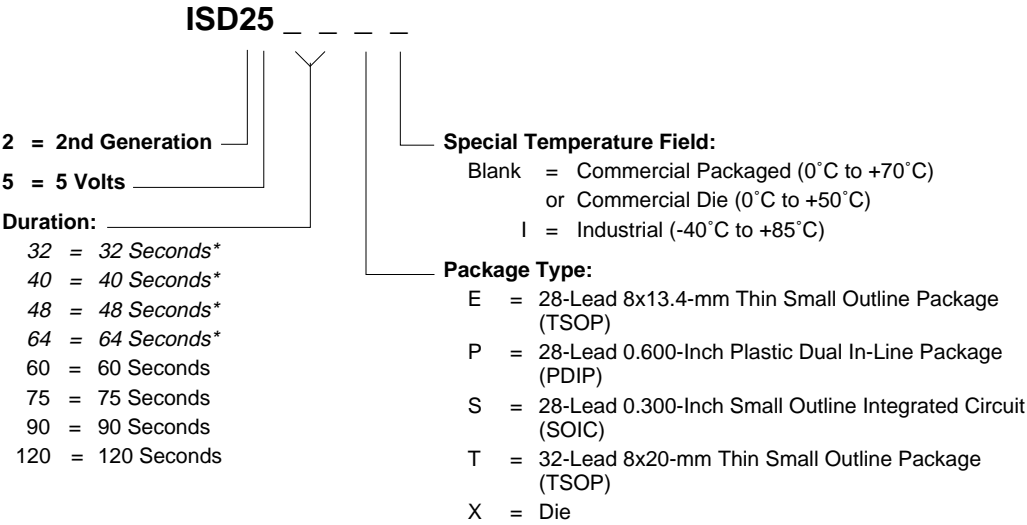 ISD25 _ _ _ _
2 = 2nd Generation
5 = 5 Volts
Duration:
32 = 32 Seconds*
40 = 40 Seconds*
48 = 48 Seconds*
64 = 64 Seconds*
60 = 60 Seconds
75 = 75 Seconds
90 = 90 Seconds
120 = 120 Seconds
Special Temperature Field:
Blank = Commercial Packaged (0˚C to +70˚C)
or Commercial Die (0˚C to +50˚C)
I = Industrial (-40˚C to +85˚C)
Package Type:
E = 28-Lead 8x13.4-mm Thin Small Outline Package
(TSOP)
P = 28-Lead 0.600-Inch Plastic Dual In-Line Package
(PDIP)
S = 28-Lead 0.300-Inch Small Outline Integrated Circuit
(SOIC)
T = 32-Lead 8x20-mm Thin Small Outline Package
(TSOP)
X = Die